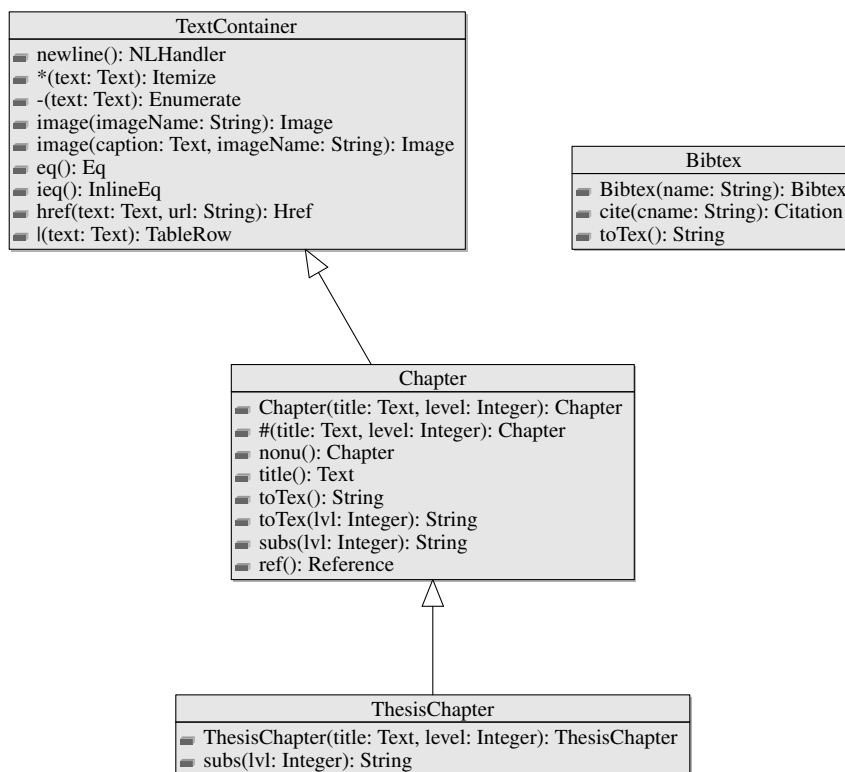 TextContainer
newline(): NLHandler
*(text: Text): Itemize
-(text: Text): Enumerate
image(imageName: String): Image
image(caption: Text, imageName: String): Image
eq(): Eq
ieq(): InlineEq
href(text: Text, url: String): Href
|(text: Text): TableRow
Bibtex
Bibtex(name: String): Bibtex
cite(cname: String): Citation
toTex(): String
Chapter
Chapter(title: Text, level: Integer): Chapter
#(title: Text, level: Integer): Chapter
nonu(): Chapter
title(): Text
toTex(): String
toTex(lvl: Integer): String
subs(lvl: Integer): String
ref(): Reference
ThesisChapter
ThesisChapter(title: Text, level: Integer): ThesisChapter
subs(lvl: Integer): String